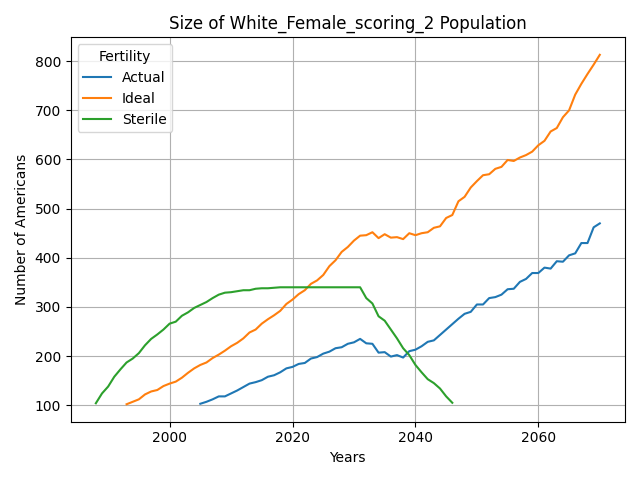 Size of White_Female_scoring_2 Population
Fertility
Actual
Ideal
Sterile
Number of Americans
800
700
600
500
400
300
200
100
2000 2020 2040 2060
Years